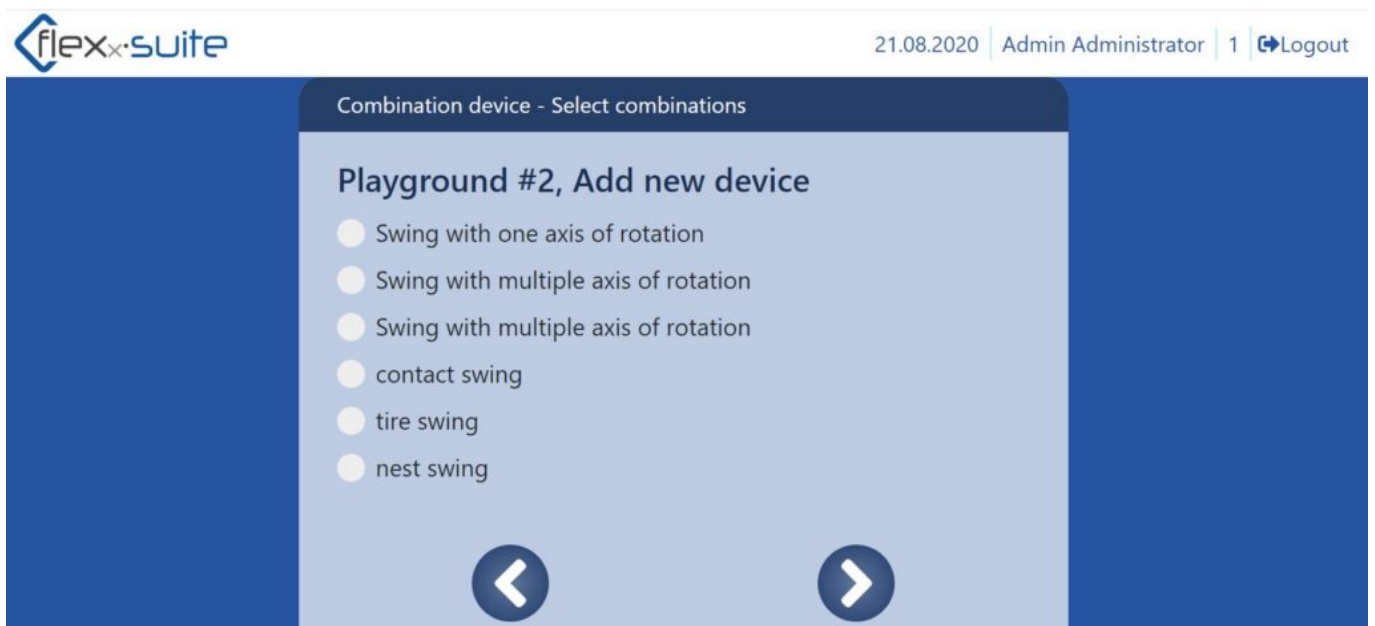 flexx·suite
21.08.2020 Admin Administrator 1 Logout
Combination device - Select combinations
Playground #2, Add new device
Swing with one axis of rotation
Swing with multiple axis of rotation
Swing with multiple axis of rotation
contact swing
tire swing
nest swing